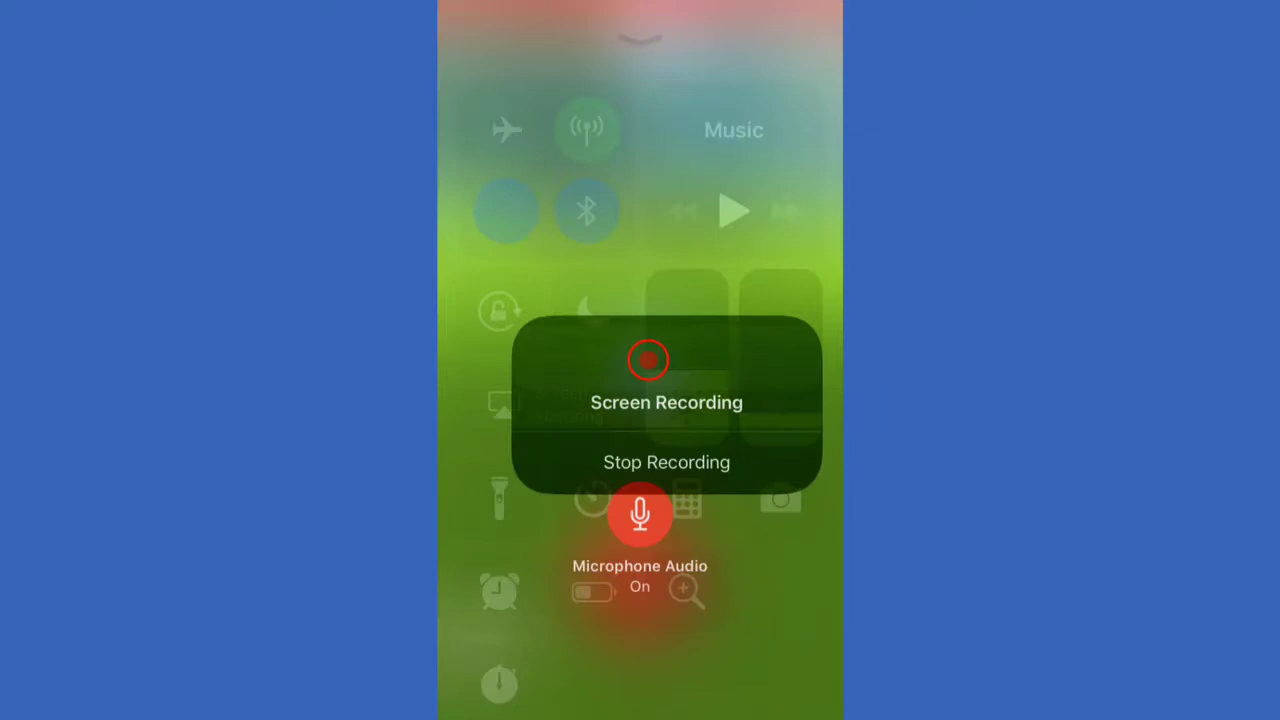 Music
Screen Recording
Stop Recording
Microphone Audio
On